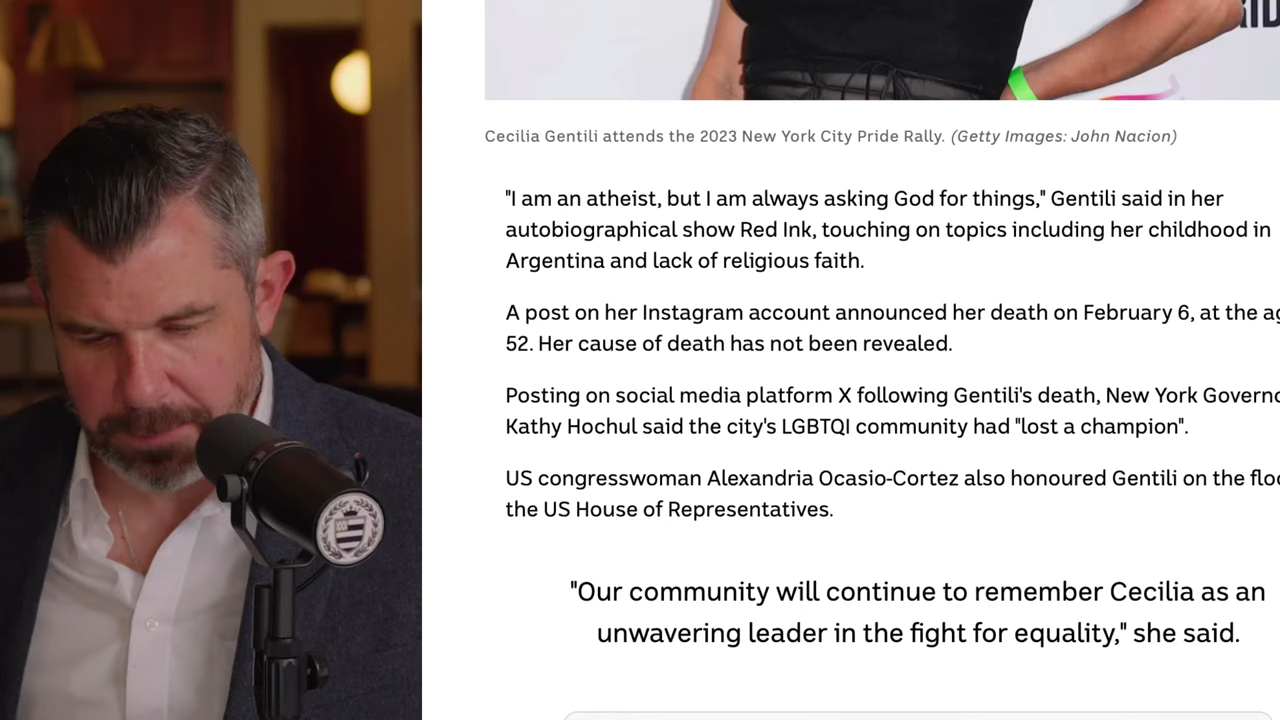 Cecilia Gentili attends the 2023 New York City Pride Rally. (Getty Images: John Nacion)
"I am an atheist, but I am always asking God for things," Gentili said in her
autobiographical show Red Ink, touching on topics including her childhood in
Argentina and lack of religious faith.
A post on her Instagram account announced her death on February 6, at the
52. Her cause of death has not been revealed.
Posting on social media platform X following Gentili's death, New York
Kathy Hochul said the city's LGBTQI community had "lost a champion".
US congresswoman Alexandria Ocasio-Cortez also honoured Gentili on the
the US House of Representatives.
"Our community will continue to remember Cecilia as an
unwavering leader in the fight for equality," she said.